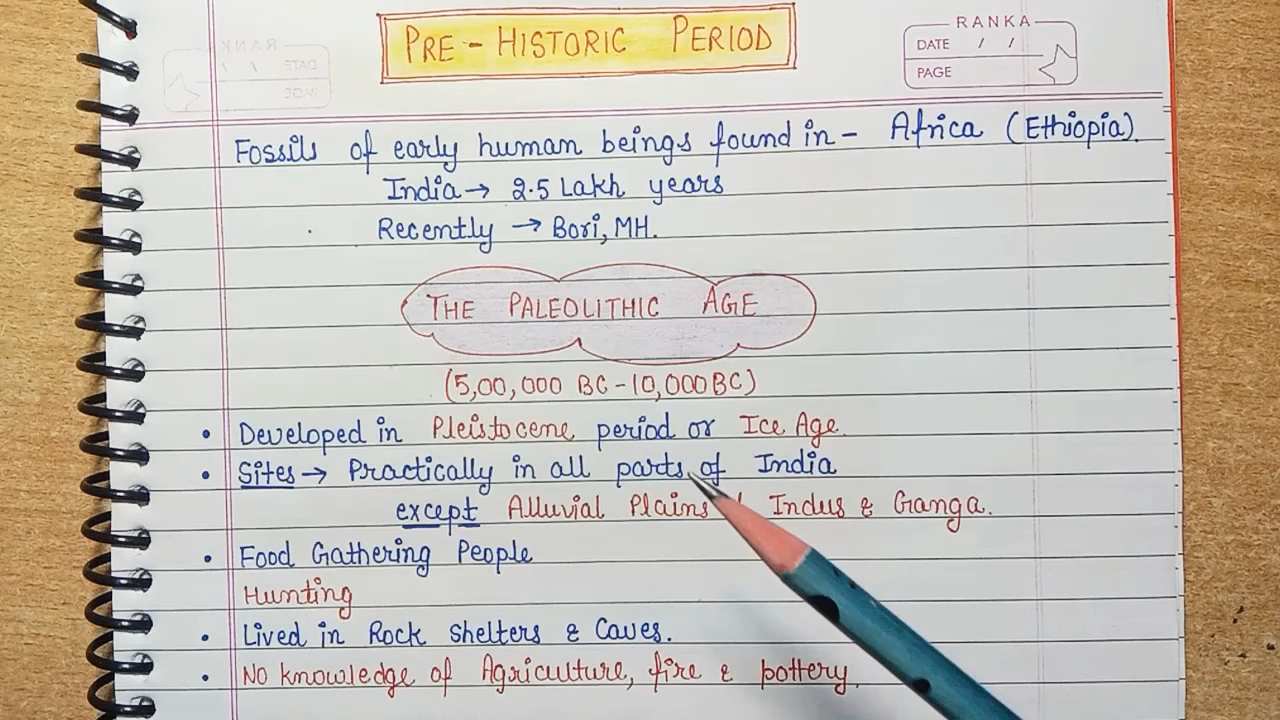 PRE-HISTORIC PERIOD
RANKA
DATE / /
PAGE
Fossils of early human beings found in - Africa (Ethiopia).
India → 2.5 Lakh years
Recently → Bori, MH.
THE PALEOLITHIC AGE
(5,00,000 BC - 10,000 BC)
• Developed in Pleistocene period or Ice Age.
• Sites → Practically in all parts of India
except Alluvial Plains Indus & Ganga.
• Food Gathering People
Hunting
• Lived in Rock shelters & Caves.
• No knowledge of Agriculture, fire & pottery.